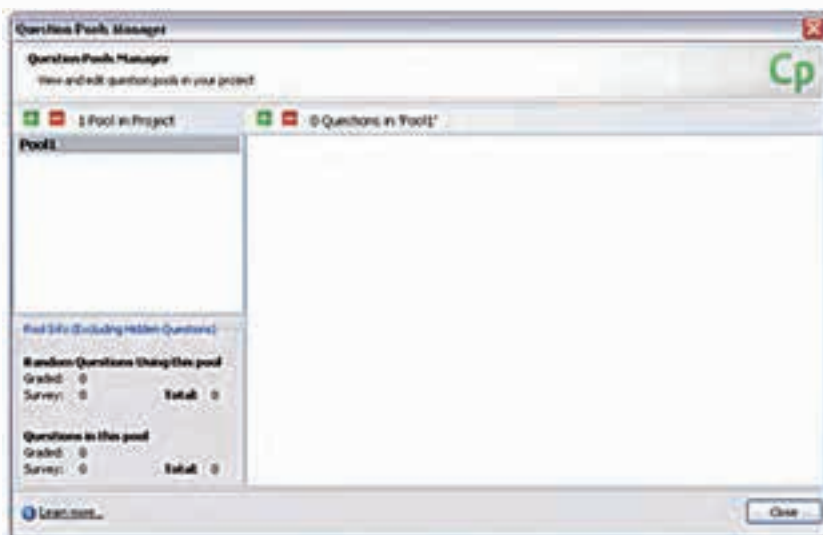 Question Pools Manager
Question Pools Manager
View and edit question pools in your project
Cp
1 Pool in Project
0 Questions in 'Pool1'
Pool1
Pool Info (Excluding Hidden Questions)
Random Questions Using this pool
Graded: 0
Survey: 0 Total: 0
Questions in this pool
Graded: 0
Survey: 0 Total: 0
Learn more...
Close